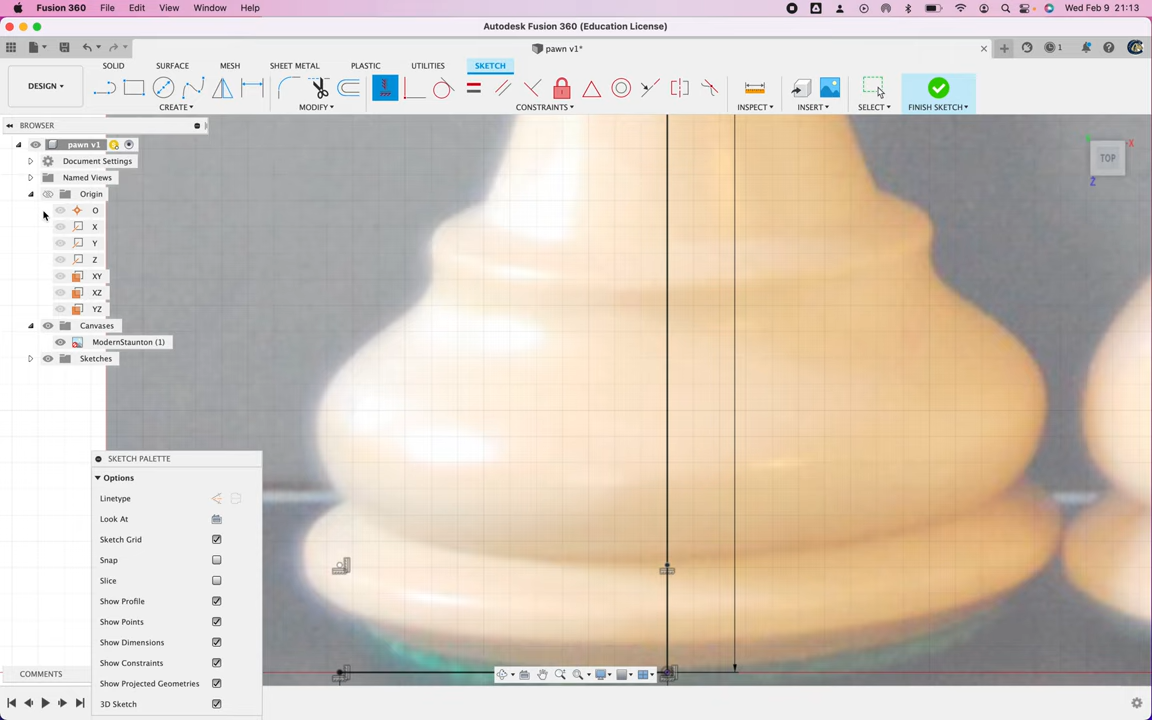 Fusion 360 File Edit View Window Help Wed Feb 9 21:13
Autodesk Fusion 360 (Education License)
pawn v1* 1
SOLID SURFACE MESH SHEET METAL PLASTIC UTILITIES SKETCH
DESIGN
CREATE MODIFY CONSTRAINTS INSPECT INSERT SELECT FINISH SKETCH
BROWSER
pawn v1
Document Settings
Named Views
Origin
O
X
Y
Z
XY
XZ
YZ
Canvases
ModernStaunton (1)
Sketches
TOP
X
Z
SKETCH PALETTE
Options
Linetype
Look At
Sketch Grid
Snap
Slice
Show Profile
Show Points
Show Dimensions
Show Constraints
Show Projected Geometries
3D Sketch
COMMENTS